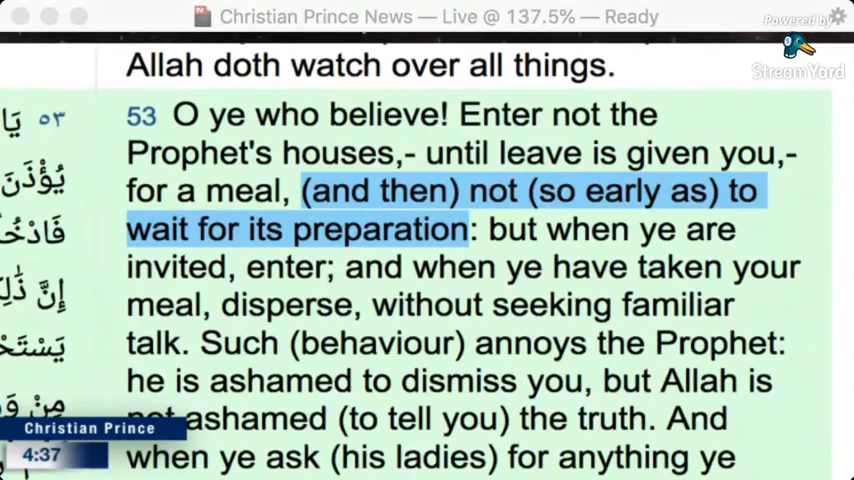 Christian Prince News — Live @ 137.5% — Ready
Powered by
StreamYard
Allah doth watch over all things.
53 O ye who believe! Enter not the
Prophet's houses,- until leave is given you,-
for a meal, (and then) not (so early as) to
wait for its preparation: but when ye are
invited, enter; and when ye have taken your
meal, disperse, without seeking familiar
talk. Such (behaviour) annoys the Prophet:
he is ashamed to dismiss you, but Allah is
not ashamed (to tell you) the truth. And
when ye ask (his ladies) for anything ye
٥٣ يَا
يُؤْذَنَ
إِنَّ ذَٰلِ
Christian Prince
4:37